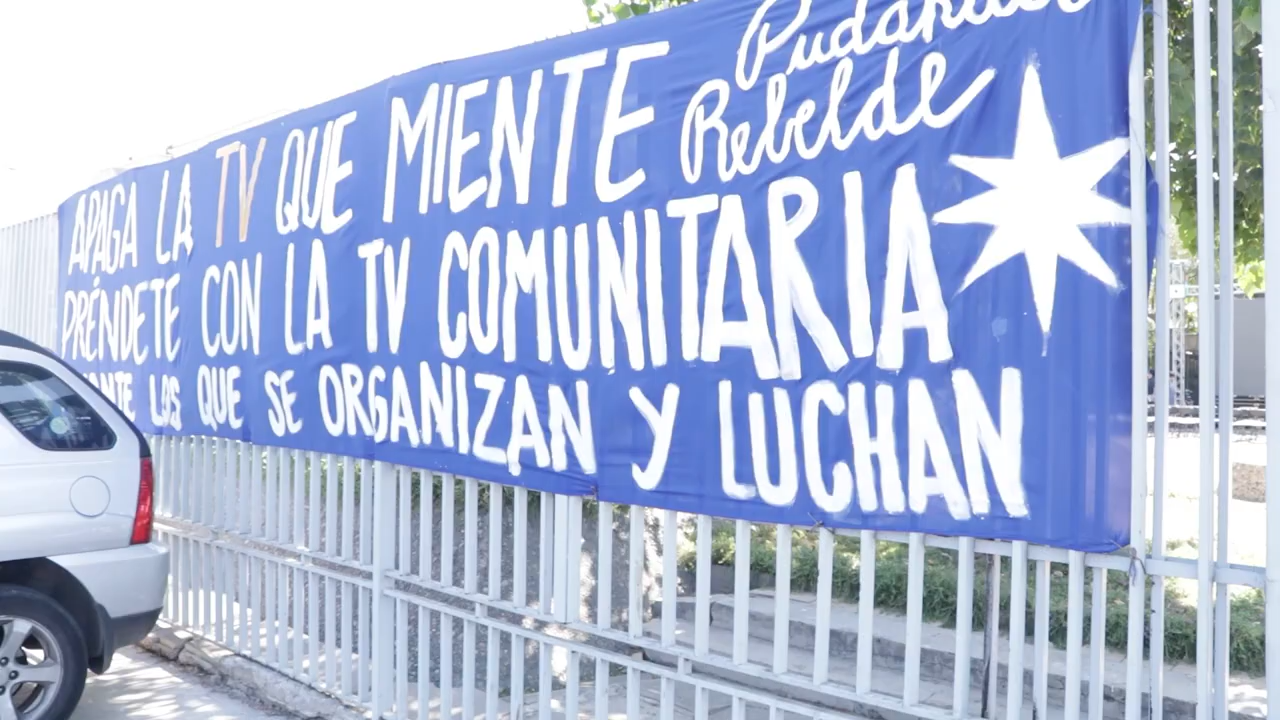 APAGA LA TV QUE MIENTE
PRÉNDETE CON LA TV COMUNITARIA
LOS QUE SE ORGANIZAN Y LUCHAN
Pudahuel
Rebelde